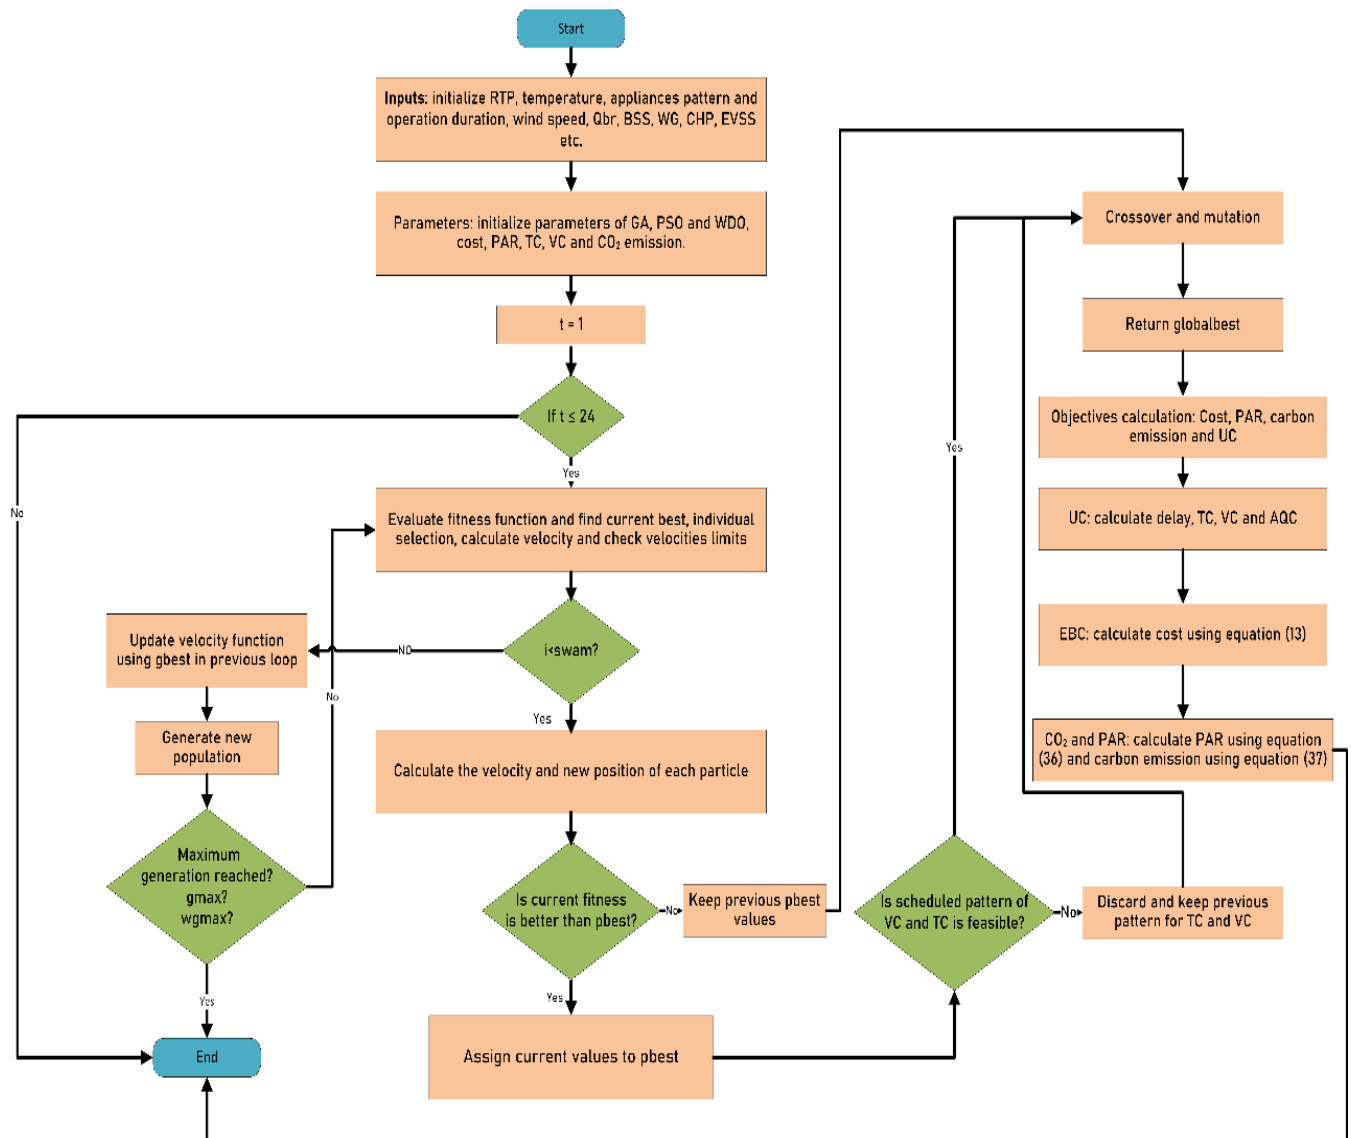 Start
Inputs: initialize RTP, temperature, appliances pattern and
operation duration, wind speed, Qbr, BSS, WG, CHP, EVSS
etc.
Parameters: initialize parameters of GA, PSO and WDO,
cost, PAR, TC, VC and CO₂ emission.
t = 1
If t ≤ 24
No
Yes
Evaluate fitness function and find current best, individual
selection, calculate velocity and check velocities limits
i<swam?
NO
Update velocity function
using gbest in previous loop
Generate new
population
Maximum
generation reached?
gmax?
wgmax?
No
Yes
End
Yes
Calculate the velocity and new position of each particle
Is current fitness
is better than pbest?
No
Keep previous pbest
values
Yes
Assign current values to pbest
Is scheduled pattern of
VC and TC is feasible?
Yes
No
Discard and keep previous
pattern for TC and VC
Crossover and mutation
Return globalbest
Objectives calculation: Cost, PAR, carbon
emission and UC
UC: calculate delay, TC, VC and AQC
EBC: calculate cost using equation (13)
CO₂ and PAR: calculate PAR using equation
(36) and carbon emission using equation (37)